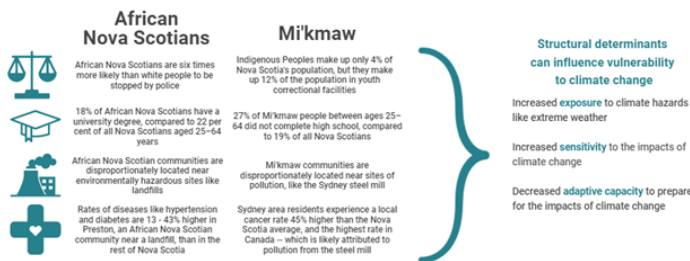 African
Nova Scotians
Mi'kmaw
African Nova Scotians are six times
more likely than white people to be
stopped by police
Indigenous Peoples make up only 4% of
Nova Scotia's population, but they make
up 12% of the population in youth
correctional facilities
18% of African Nova Scotians have a
university degree, compared to 22 per
cent of all Nova Scotians aged 25–64
years
27% of Mi'kmaw people between ages 25–
64 did not complete high school, compared
to 19% of all Nova Scotians
African Nova Scotian communities are
disproportionately located near
environmentally hazardous sites like
landfills
Mi'kmaw communities are
disproportionately located near sites of
pollution, like the Sydney steel mill
Rates of diseases like hypertension
and diabetes are 13 - 43% higher in
Preston, an African Nova Scotian
community near a landfill, than in the
rest of Nova Scotia
Sydney area residents experience a local
cancer rate 45% higher than the Nova
Scotia average, and the highest rate in
Canada -- which is likely attributed to
pollution from the steel mill
Structural determinants
can influence vulnerability
to climate change
Increased exposure to climate hazards
like extreme weather
Increased sensitivity to the impacts of
climate change
Decreased adaptive capacity to prepare
for the impacts of climate change